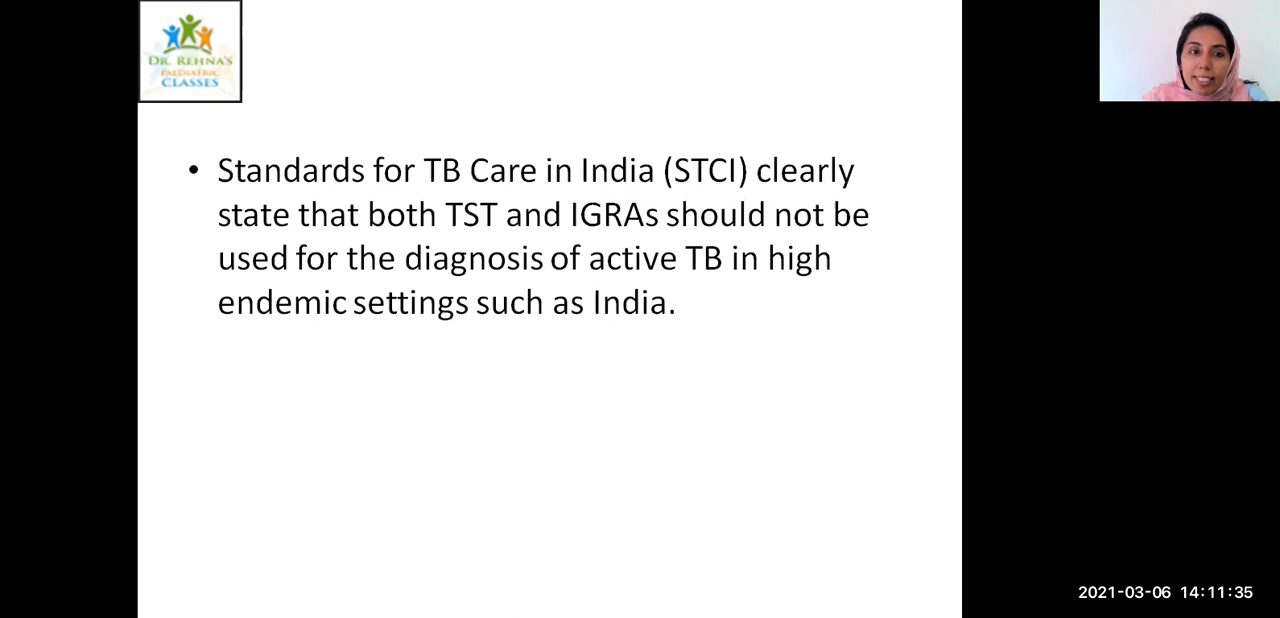 DR. REHNA'S
PAEDIATRIC
CLASSES
• Standards for TB Care in India (STCI) clearly
state that both TST and IGRAs should not be
used for the diagnosis of active TB in high
endemic settings such as India.
2021-03-06 14:11:35